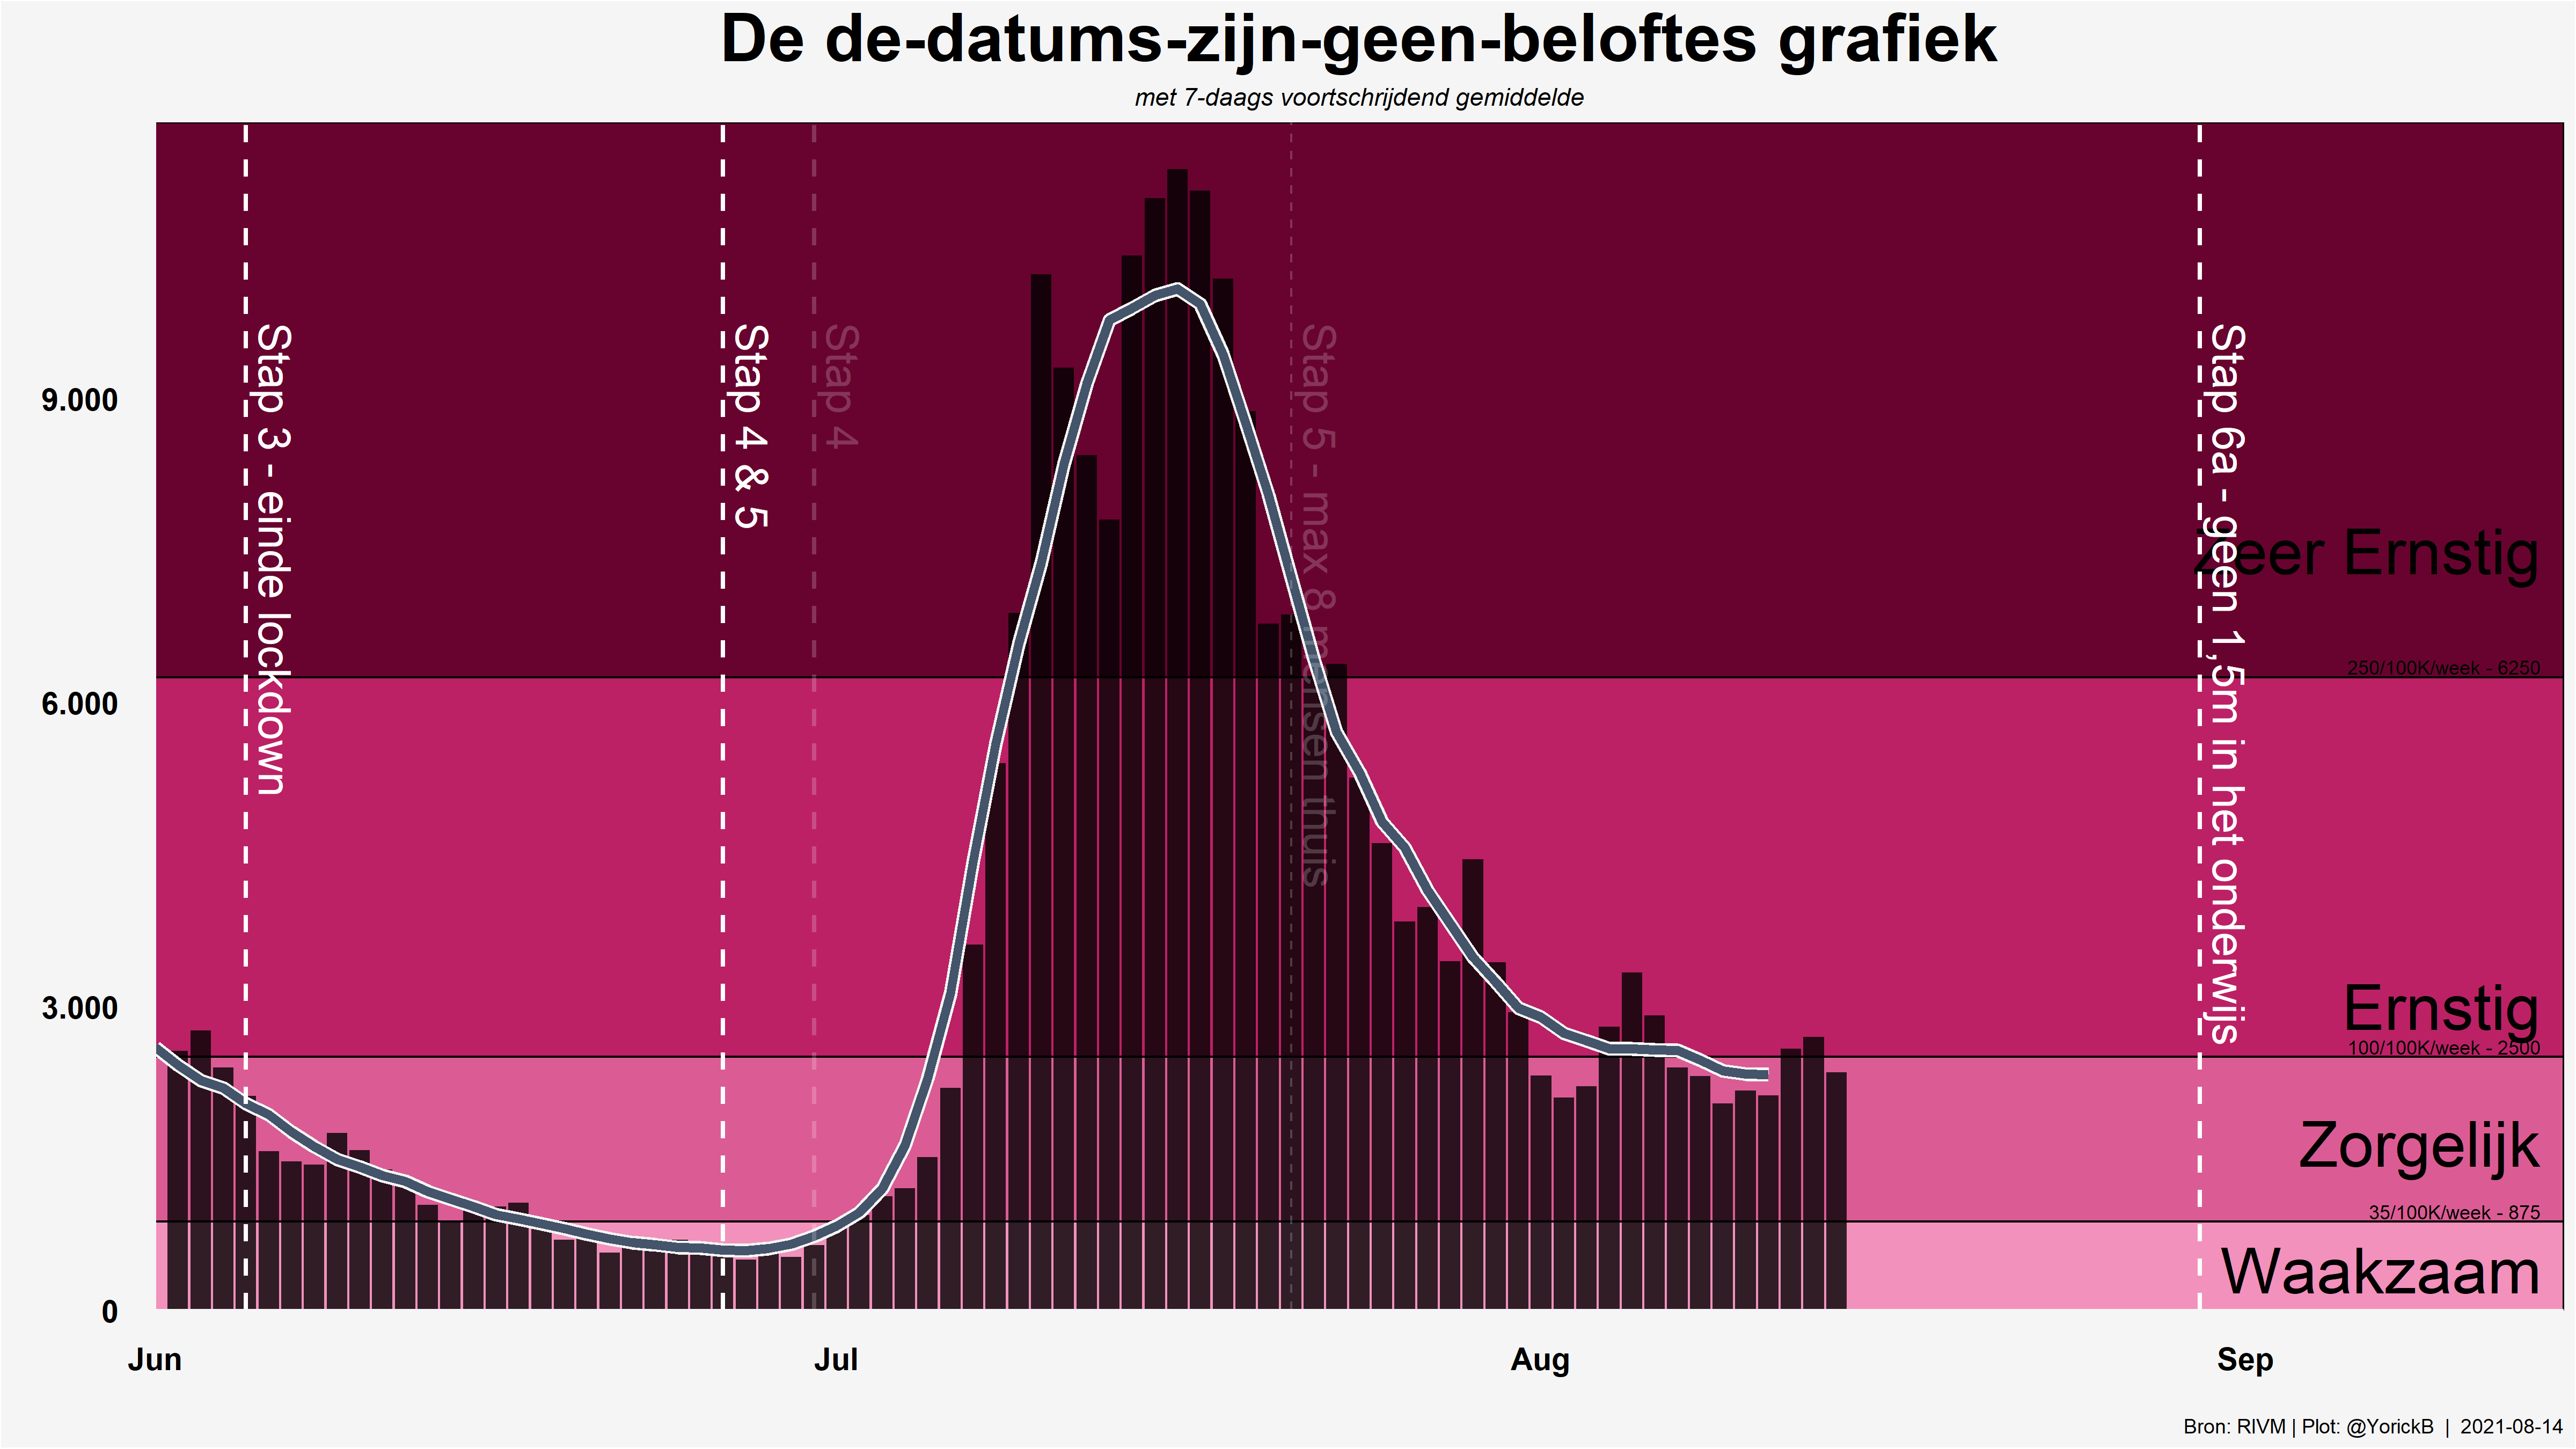 De de-datums-zijn-geen-beloftes grafiek
met 7-daags voortschrijdend gemiddelde
9.000
6.000
3.000
0
Stap 3 - einde lockdown
Stap 4 & 5
Stap 4
Stap 5 - max 8 mensen thuis
Stap 6a - geen 1,5m in het onderwijs
Zeer Ernstig
250/100K/week - 6250
Ernstig
100/100K/week - 2500
Zorgelijk
35/100K/week - 875
Waakzaam
Jun
Jul
Aug
Sep
Bron: RIVM | Plot: @YorickB | 2021-08-14